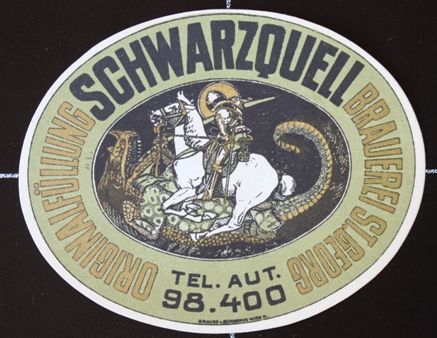 SCHWARZQUELL
ORIGINALFÜLLUNG
BRAUEREI ST. GEORG
TEL. AUT.
98.400